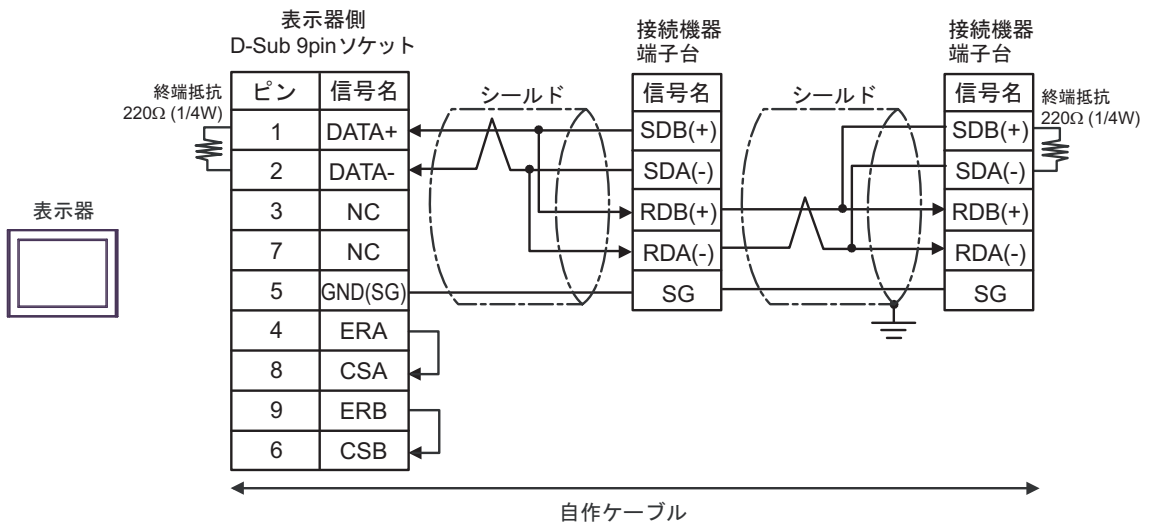 表示器側
D-Sub 9pinソケット
接続機器
端子台
接続機器
端子台
終端抵抗
220Ω (1/4W)
ピン 信号名
シールド
信号名
シールド
信号名
終端抵抗
220Ω (1/4W)
1 DATA+ SDB(+) SDB(+)
2 DATA- SDA(-) SDA(-)
表示器
3 NC RDB(+) RDB(+)
7 NC RDA(-) RDA(-)
5 GND(SG) SG SG
4 ERA
8 CSA
9 ERB
6 CSB
自作ケーブル